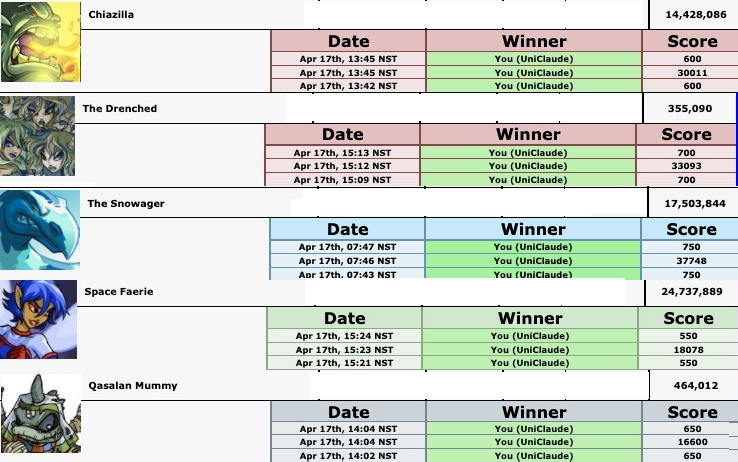 Chiazilla 14,428,086
Date Winner Score
Apr 17th, 13:45 NST You (UniClaude) 600
Apr 17th, 13:45 NST You (UniClaude) 30011
Apr 17th, 13:42 NST You (UniClaude) 600
The Drenched 355,090
Date Winner Score
Apr 17th, 15:13 NST You (UniClaude) 700
Apr 17th, 15:12 NST You (UniClaude) 33093
Apr 17th, 15:09 NST You (UniClaude) 700
The Snowager 17,503,844
Date Winner Score
Apr 17th, 07:47 NST You (UniClaude) 750
Apr 17th, 07:46 NST You (UniClaude) 37748
Apr 17th, 07:43 NST You (UniClaude) 750
Space Faerie 24,737,889
Date Winner Score
Apr 17th, 15:24 NST You (UniClaude) 550
Apr 17th, 15:23 NST You (UniClaude) 18078
Apr 17th, 15:21 NST You (UniClaude) 550
Qasalan Mummy 464,012
Date Winner Score
Apr 17th, 14:04 NST You (UniClaude) 650
Apr 17th, 14:04 NST You (UniClaude) 16600
Apr 17th, 14:02 NST You (UniClaude) 650